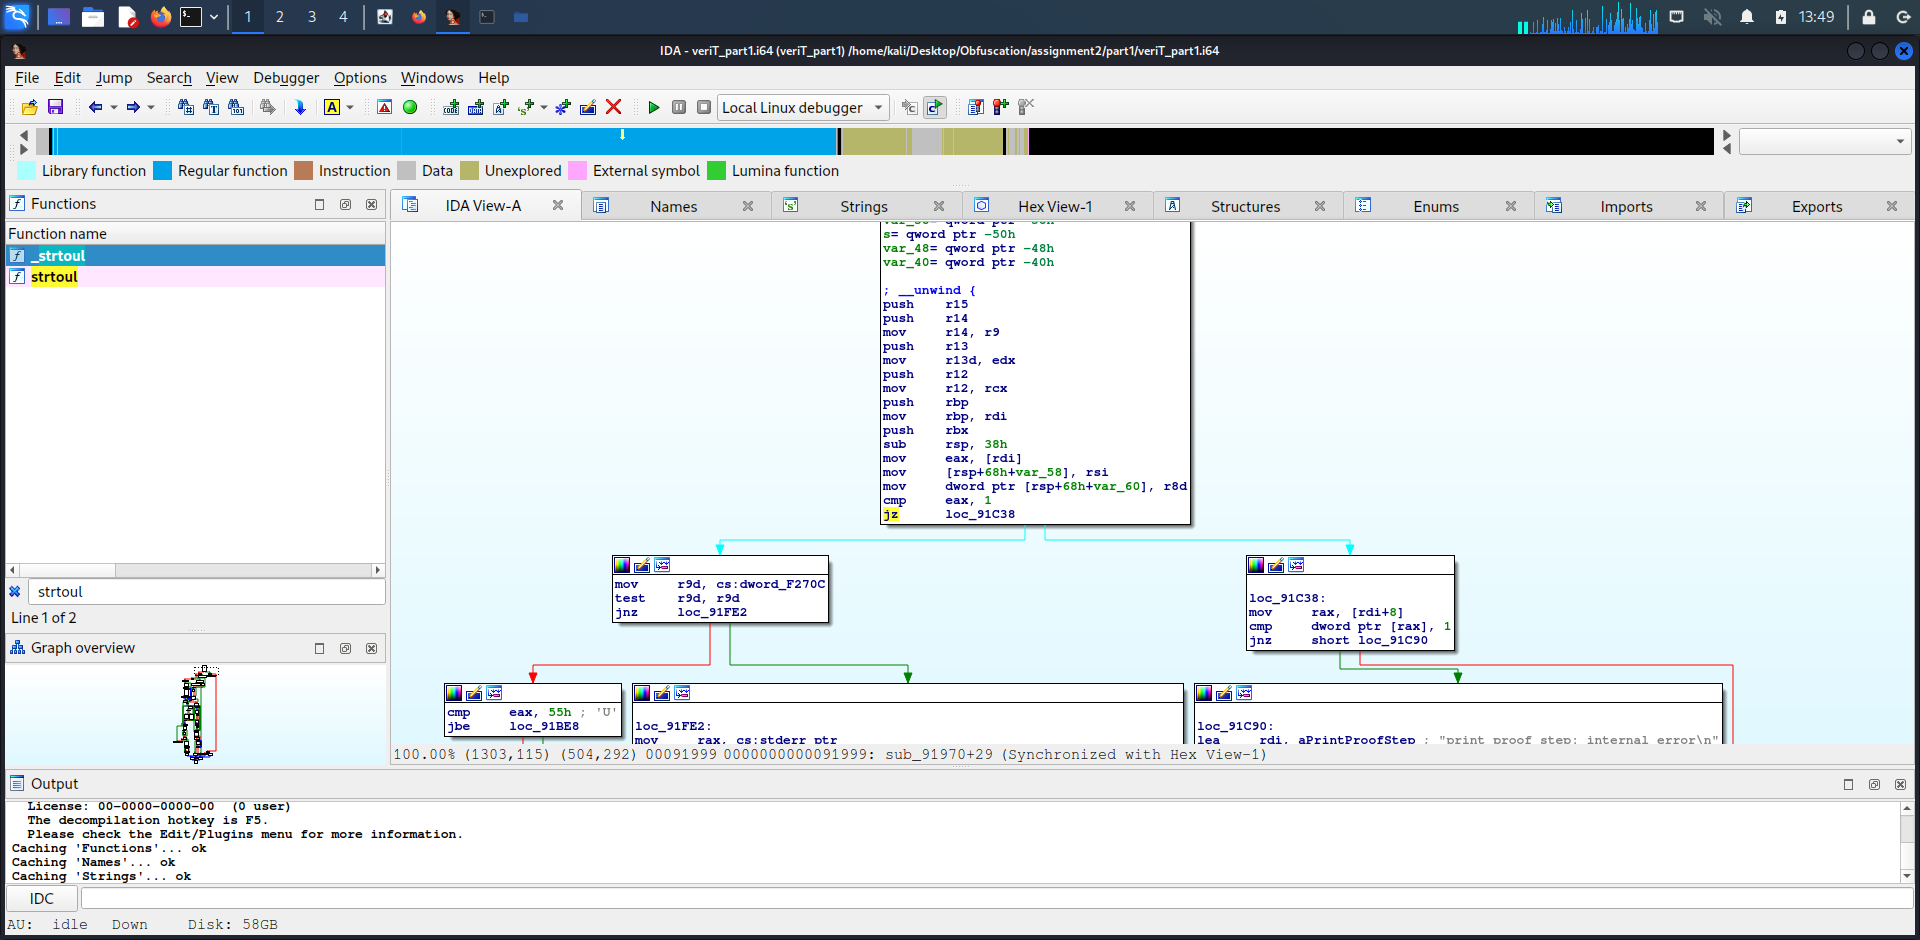 1 2 3 4 13:49
IDA - veriT_part1.i64 (veriT_part1) /home/kali/Desktop/Obfuscation/assignment2/part1/veriT_part1.i64
File Edit Jump Search View Debugger Options Windows Help
Local Linux debugger
Library function Regular function Instruction Data Unexplored External symbol Lumina function
Functions
Function name
_strtoul
strtoul
strtoul
Line 1 of 2
Graph overview
IDA View-A Names Strings Hex View-1 Structures Enums Imports Exports
s= qword ptr -50h
var_48= qword ptr -48h
var_40= qword ptr -40h
; __unwind {
push r15
push r14
mov r14, r9
push r13
mov r13d, edx
push r12
mov r12, rcx
push rbp
mov rbp, rdi
push rbx
sub rsp, 38h
mov eax, [rdi]
mov [rsp+68h+var_58], rsi
mov dword ptr [rsp+68h+var_60], r8d
cmp eax, 1
jz loc_91C38
mov r9d, cs:dword_F270C
test r9d, r9d
jnz loc_91FE2
loc_91C38:
mov rax, [rdi+8]
cmp dword ptr [rax], 1
jnz short loc_91C90
cmp eax, 55h ; 'U'
jbe loc_91BE8
loc_91FE2:
mov rax, cs:stderr_ptr
loc_91C90:
lea rdi, aPrintProofStep ; "print proof step: internal error\n"
100.00% (1303,115) (504,292) 00091999 0000000000091999: sub_91970+29 (Synchronized with Hex View-1)
Output
License: 00-0000-0000-00 (0 user)
The decompilation hotkey is F5.
Please check the Edit/Plugins menu for more information.
Caching 'Functions'... ok
Caching 'Names'... ok
Caching 'Strings'... ok
IDC
AU: idle Down Disk: 58GB